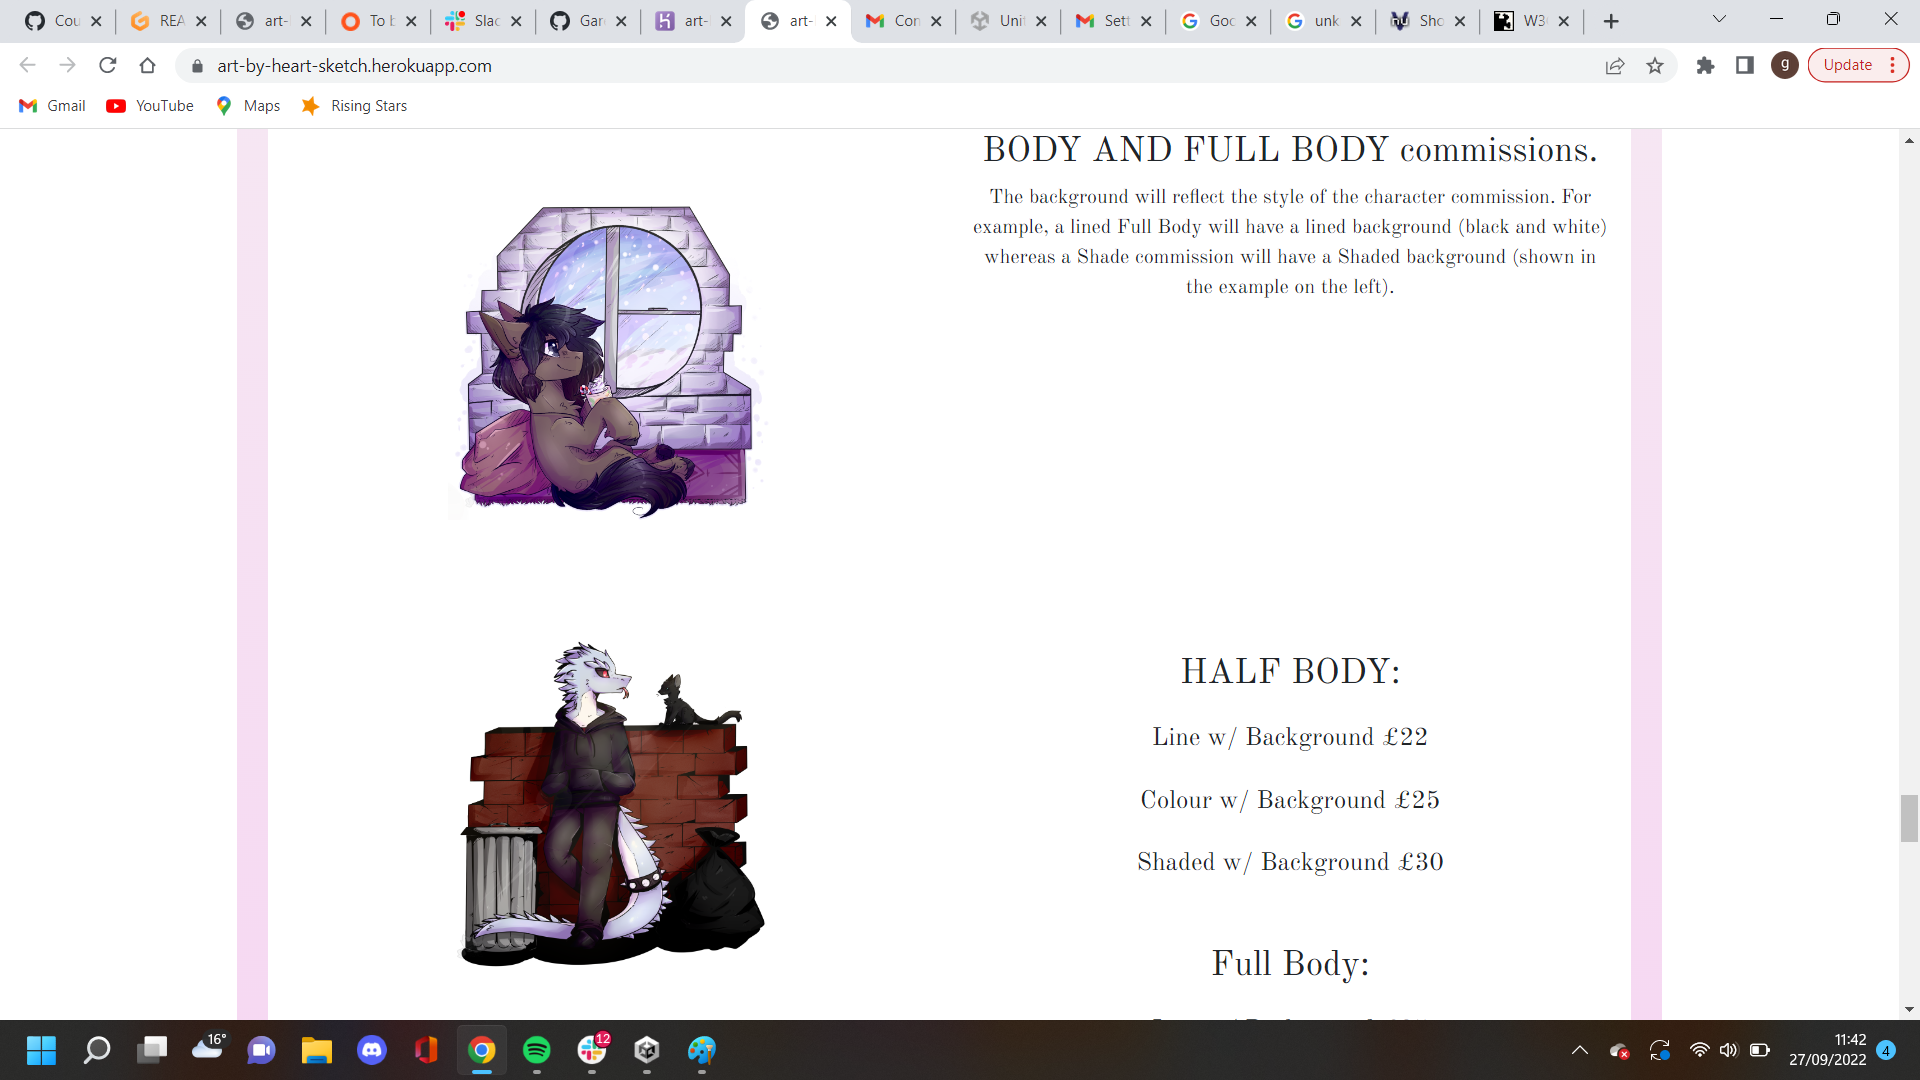 Cou
REA
art-
To b
Slac
Gar
art-
art-
Con
Unit
Sett
Goo
unk
Sho
W3
art-by-heart-sketch.herokuapp.com
g
Update
Gmail
YouTube
Maps
Rising Stars
BODY AND FULL BODY commissions.
The background will reflect the style of the character commission. For
example, a lined Full Body will have a lined background (black and white)
whereas a Shade commission will have a Shaded background (shown in
the example on the left).
HALF BODY:
Line w/ Background £22
Colour w/ Background £25
Shaded w/ Background £30
Full Body:
16°
12
11:42
27/09/2022
4